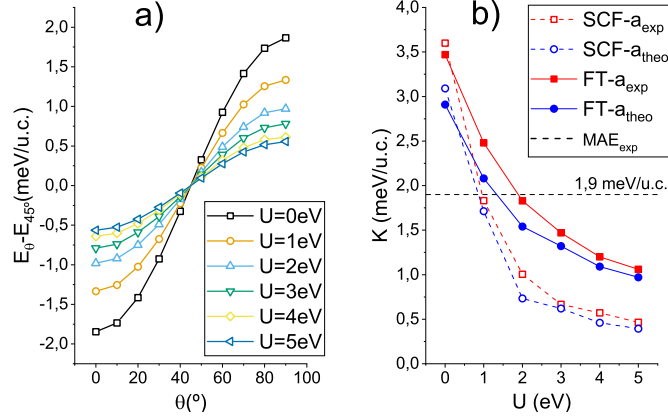 a)
E_θ-E_45º(meV/u.c.)
2,0
1,5
1,0
0,5
0,0
-0,5
-1,0
-1,5
-2,0
U=0eV
U=1eV
U=2eV
U=3eV
U=4eV
U=5eV
0 20 40 60 80 100
θ(º)
b)
K (meV/u.c.)
4,0
3,5
3,0
2,5
2,0
1,5
1,0
0,5
0,0
SCF-a_exp
SCF-a_theo
FT-a_exp
FT-a_theo
MAE_exp
1,9 meV/u.c.
0 1 2 3 4 5
U (eV)